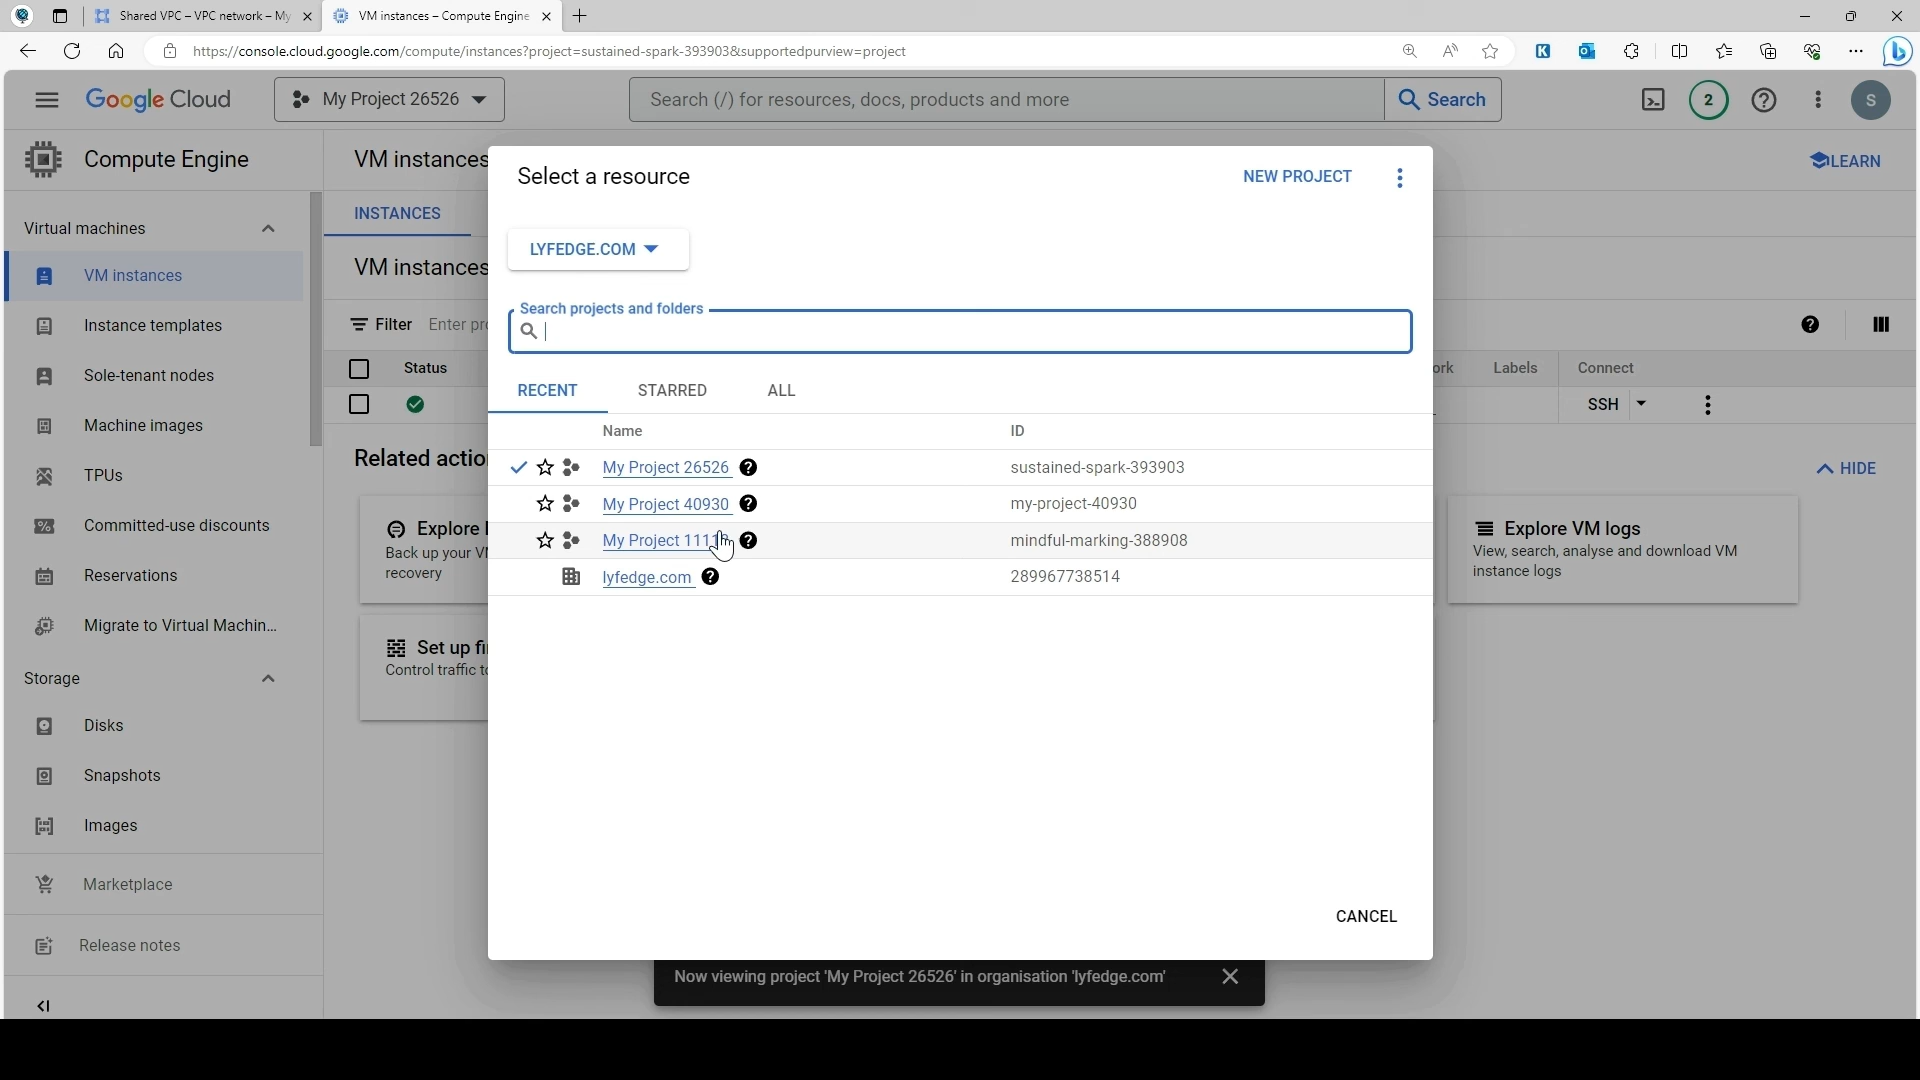 Shared VPC – VPC network – My
VM instances – Compute Engine
https://console.cloud.google.com/compute/instances?project=sustained-spark-393903&supportedpurview=project
Google Cloud
My Project 26526
Search (/) for resources, docs, products and more
Search
2
S
Compute Engine
VM instances
LEARN
Select a resource
NEW PROJECT
Virtual machines
INSTANCES
LYFEDGE.COM
VM instances
VM instances
Search projects and folders
Instance templates
Filter
Sole-tenant nodes
Status
Labels
Connect
RECENT
STARRED
ALL
SSH
Machine images
Name
ID
Related
HIDE
My Project 26526
sustained-spark-393903
TPUs
My Project 40930
my-project-40930
Committed-use discounts
Explore
Back up your
recovery
My Project
mindful-marking-388908
Explore VM logs
View, search, analyse and download VM
instance logs
Reservations
lyfedge.com
289967738514
Migrate to Virtual Machin...
Set up
Control traffic
Storage
Disks
Snapshots
Images
Marketplace
CANCEL
Release notes
Now viewing project 'My Project 26526' in organisation 'lyfedge.com'